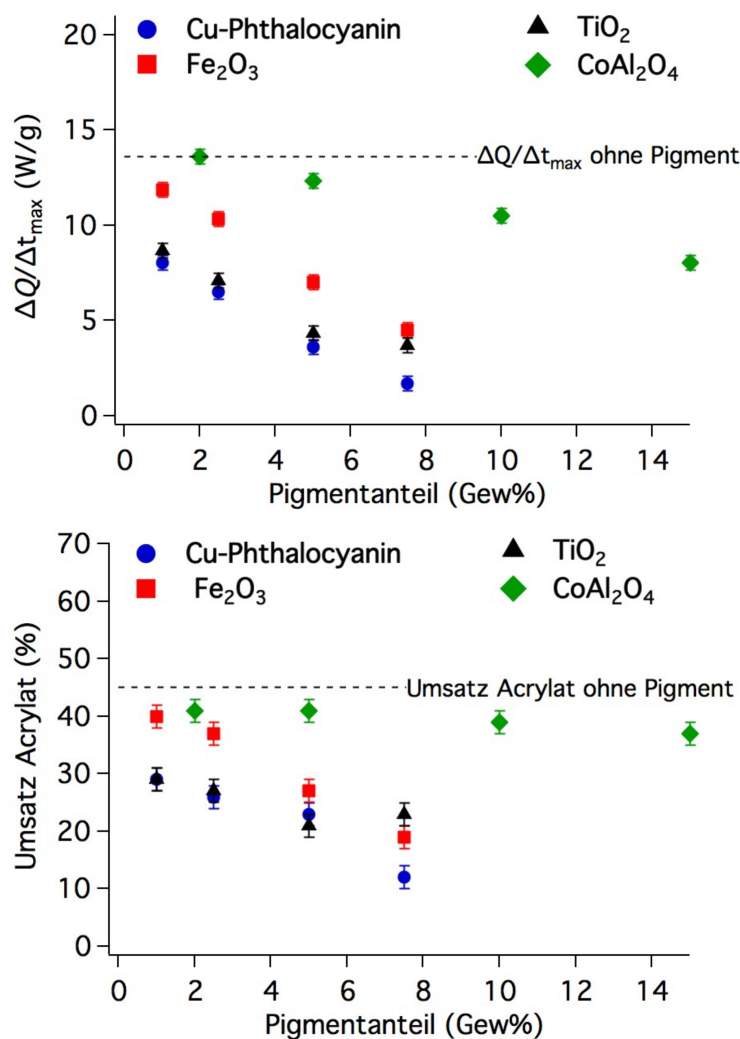 Cu-Phthalocyanin
TiO₂
Fe₂O₃
CoAl₂O₄
20
15
10
5
0
ΔQ/Δtmax (W/g)
ΔQ/Δtmax ohne Pigment
0 2 4 6 8 10 12 14
Pigmentanteil (Gew%)
Cu-Phthalocyanin
TiO₂
Fe₂O₃
CoAl₂O₄
70
60
50
40
30
20
10
0
Umsatz Acrylat (%)
Umsatz Acrylat ohne Pigment
0 2 4 6 8 10 12 14
Pigmentanteil (Gew%)